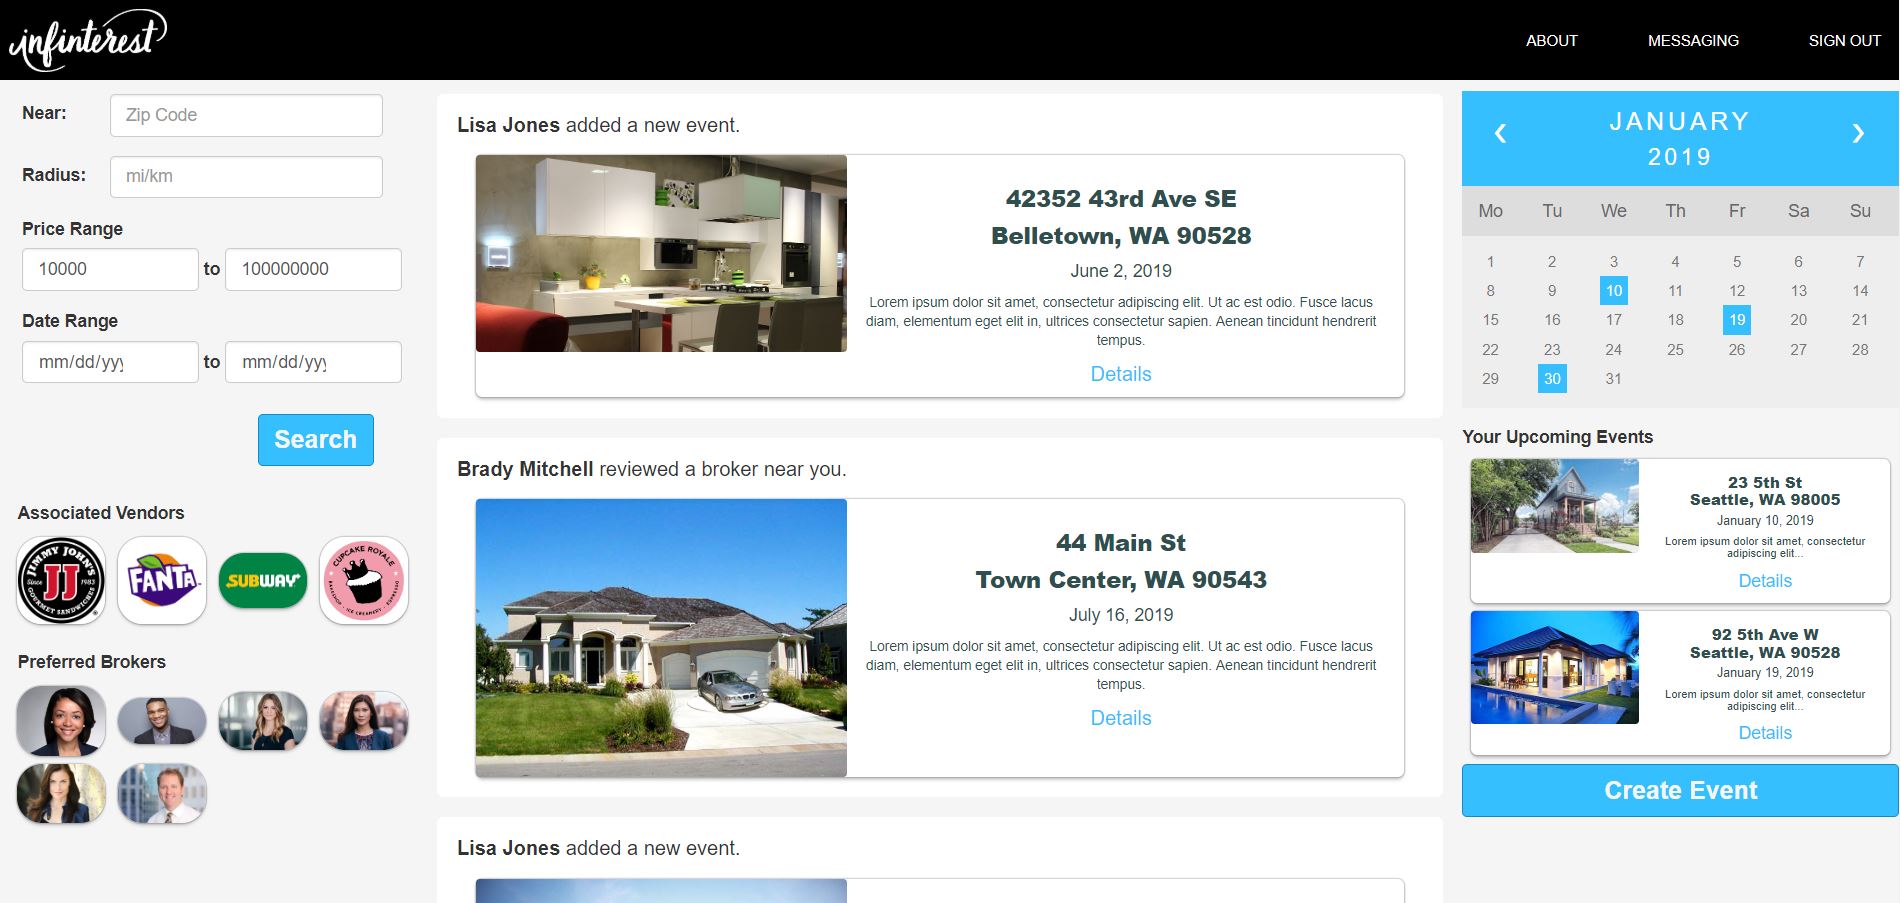 infinterest
ABOUT
MESSAGING
SIGN OUT
Near:
Zip Code
Radius:
mi/km
Price Range
10000 to 100000000
Date Range
mm/dd/yyy to mm/dd/yyy
Search
Associated Vendors
JIMMY JOHN'S
Since JJ 1983
GOURMET SANDWICHES
FANTA
SUBWAY
CUPCAKE ROYALE
BAKESHOP · ICE CREAMERY · ESPRESSO
Preferred Brokers
Lisa Jones added a new event.
42352 43rd Ave SE
Belletown, WA 90528
June 2, 2019
Lorem ipsum dolor sit amet, consectetur adipiscing elit. Ut ac est odio. Fusce lacus
diam, elementum eget elit in, ultrices consectetur sapien. Aenean tincidunt hendrerit
tempus.
Details
Brady Mitchell reviewed a broker near you.
44 Main St
Town Center, WA 90543
July 16, 2019
Lorem ipsum dolor sit amet, consectetur adipiscing elit. Ut ac est odio. Fusce lacus
diam, elementum eget elit in, ultrices consectetur sapien. Aenean tincidunt hendrerit
tempus.
Details
Lisa Jones added a new event.
‹ JANUARY ›
2019
Mo Tu We Th Fr Sa Su
1 2 3 4 5 6 7
8 9 10 11 12 13 14
15 16 17 18 19 20 21
22 23 24 25 26 27 28
29 30 31
Your Upcoming Events
23 5th St
Seattle, WA 98005
January 10, 2019
Lorem ipsum dolor sit amet, consectetur
adipiscing elit...
Details
92 5th Ave W
Seattle, WA 90528
January 19, 2019
Lorem ipsum dolor sit amet, consectetur
adipiscing elit...
Details
Create Event